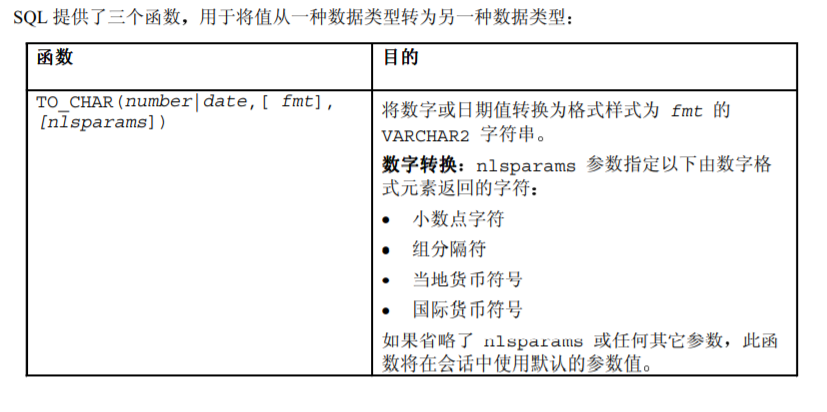 SQL 提供了三个函数，用于将值从一种数据类型转为另一种数据类型：
函数
目的
TO_CHAR(number|date,[ fmt],
[nlsparams])
将数字或日期值转换为格式样式为 fmt 的
VARCHAR2 字符串。
数字转换：nlsparams 参数指定以下由数字格
式元素返回的字符：
• 小数点字符
• 组分隔符
• 当地货币符号
• 国际货币符号
如果省略了 nlsparams 或任何其它参数，此函
数将在会话中使用默认的参数值。